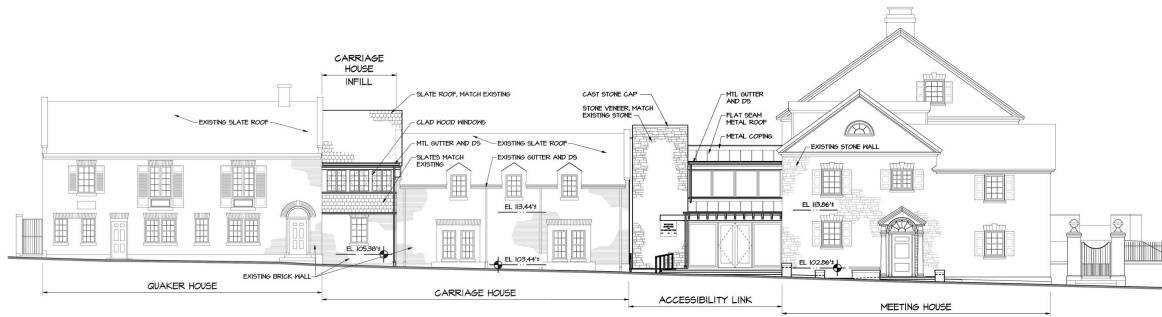 CARRIAGE
HOUSE
INFILL
SLATE ROOF, MATCH EXISTING
EXISTING SLATE ROOF
CLAD WOOD WINDOWS
MTL GUTTER AND DS
SLATES MATCH
EXISTING
EXISTING SLATE ROOF
EXISTING GUTTER AND DS
CAST STONE CAP
STONE VENEER, MATCH
EXISTING STONE
MTL GUTTER
AND DS
FLAT SEAM
METAL ROOF
METAL COPING
EXISTING STONE WALL
EL 113.44'±
EL 113.86'±
EL 105.38'±
EL 103.44'±
EL 102.86'±
EXISTING BRICK WALL
QUAKER HOUSE
CARRIAGE HOUSE
ACCESSIBILITY LINK
MEETING HOUSE